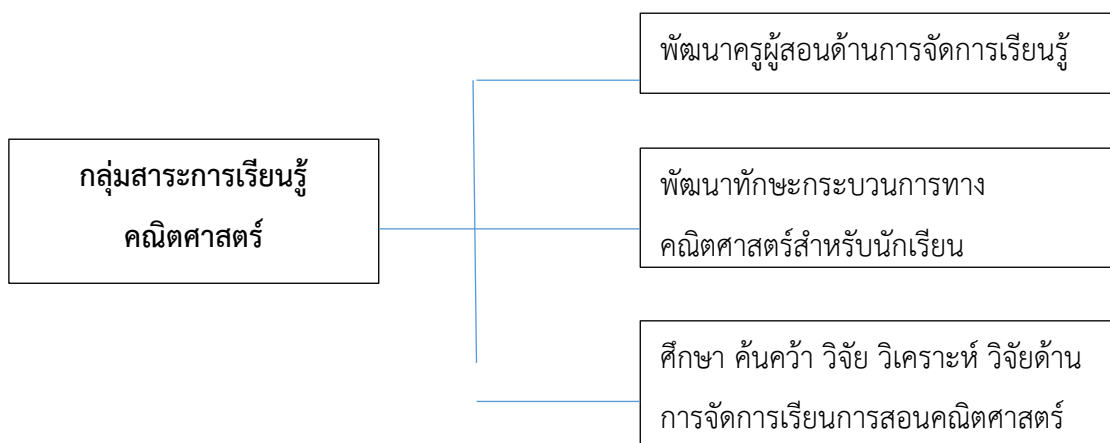 พัฒนาครูผู้สอนด้านการจัดการเรียนรู้
กลุ่มสาระการเรียนรู้
คณิตศาสตร์
พัฒนาทักษะกระบวนการทาง
คณิตศาสตร์สำหรับนักเรียน
ศึกษา ค้นคว้า วิจัย วิเคราะห์ วิจัยด้าน
การจัดการเรียนการสอนคณิตศาสตร์